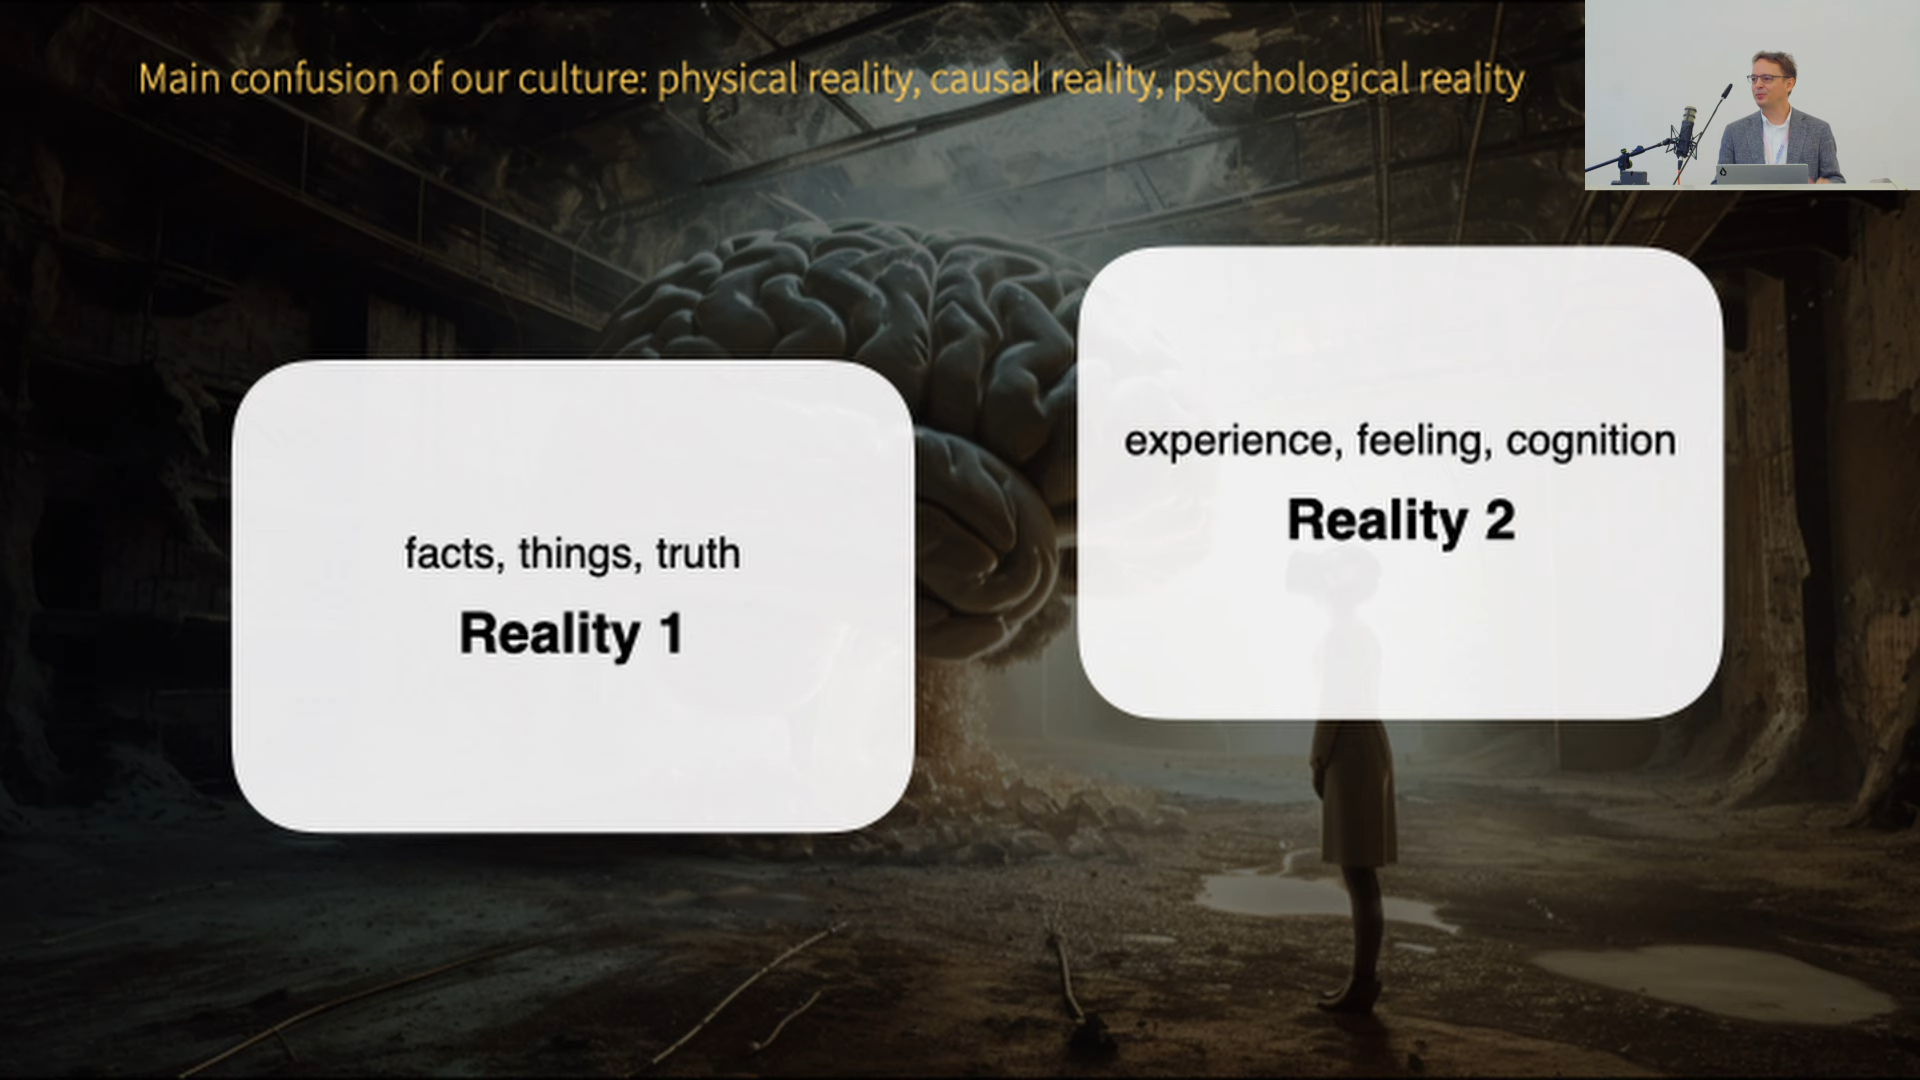 Main confusion of our culture: physical reality, causal reality, psychological reality
facts, things, truth
Reality 1
experience, feeling, cognition
Reality 2